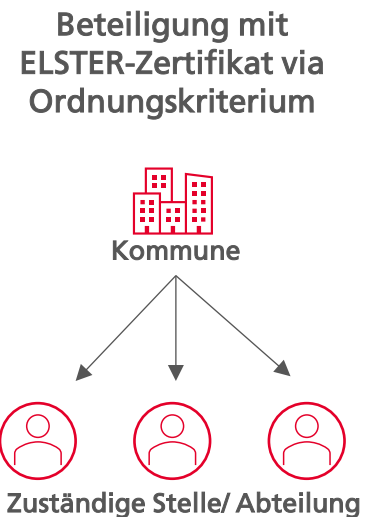 Beteiligung mit
ELSTER-Zertifikat via
Ordnungskriterium
Kommune
Zuständige Stelle/ Abteilung